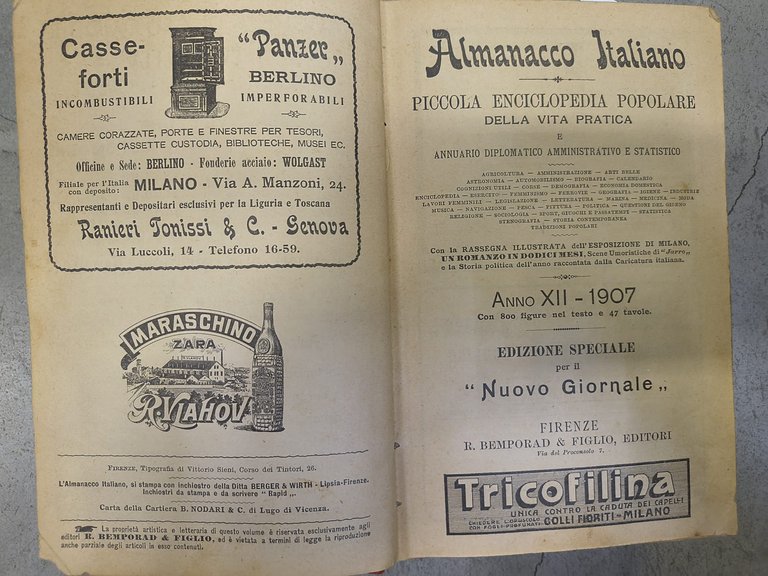 Casse-
forti
INCOMBUSTIBILI
"Panzer„
BERLINO
IMPERFORABILI
CAMERE CORAZZATE, PORTE E FINESTRE PER TESORI,
CASSETTE CUSTODIA, BIBLIOTECHE, MUSEI EC.
Officine e Sede: BERLINO - Fonderie acciaio: WOLGAST
Filiale per l'Italia
con deposito:
MILANO - Via A. Manzoni, 24.
Rappresentanti e Depositari esclusivi per la Liguria e Toscana
Ranieri Tonissi & C. - Genova
Via Luccoli, 14 - Telefono 16-59.
MARASCHINO
ZARA
R. VLAHOV
FIRENZE, Tipografia di Vittorio Sieni, Corso dei Tintori, 26.
L'Almanacco Italiano, si stampa con inchiostro della Ditta BERGER & WIRTH - Lipsia-Firenze.
Inchiostri da stampa e da scrivere "Rapid„.
Carta della Cartiera B. NODARI & C. di Lugo di Vicenza.
La proprietà artistica e letteraria di questo volume è riservata esclusivamente agli
editori R. BEMPORAD & FIGLIO, ed è vietata a termini di legge la riproduzione
anche parziale degli articoli in esso contenuti.
Almanacco Italiano
PICCOLA ENCICLOPEDIA POPOLARE
DELLA VITA PRATICA
E
ANNUARIO DIPLOMATICO AMMINISTRATIVO E STATISTICO
AGRICOLTURA — AMMINISTRAZIONE — ARTI BELLE
ASTRONOMIA — AUTOMOBILISMO — BIOGRAFIA — CALENDARIO
COGNIZIONI UTILI — CORSE — DEMOGRAFIA — ECONOMIA DOMESTICA
ENCICLOPEDIA — ESERCITO — FEMMINISMO — FERROVIE — GEOGRAFIA — IGIENE — INDUSTRIE
LAVORI FEMMINILI — LEGISLAZIONE — LETTERATURA — MARINA — MEDICINA — MODA
MUSICA — NAVIGAZIONE — PESCA — PITTURA — POLITICA — QUESTIONI DEL GIORNO
RELIGIONE — SOCIOLOGIA — SPORT, GIUOCHI E PASSATEMPI — STATISTICA
STENOGRAFIA — STORIA CONTEMPORANEA
TRADIZIONI POPOLARI
Con la RASSEGNA ILLUSTRATA dell'ESPOSIZIONE DI MILANO,
UN ROMANZO IN DODICI MESI, Scene Umoristiche di "Jarro„
e la Storia politica dell'anno raccontata dalla Caricatura italiana.
ANNO XII - 1907
Con 800 figure nel testo e 47 tavole.
EDIZIONE SPECIALE
per il
"Nuovo Giornale„
FIRENZE
R. BEMPORAD & FIGLIO, EDITORI
Via del Proconsolo 7.
Tricofilina
UNICA CONTRO LA CADUTA DEI CAPELLI
CHIEDERE L'OPUSCOLO
CON FOGLI PROFUMATI
COLLI FIORITI-MILANO